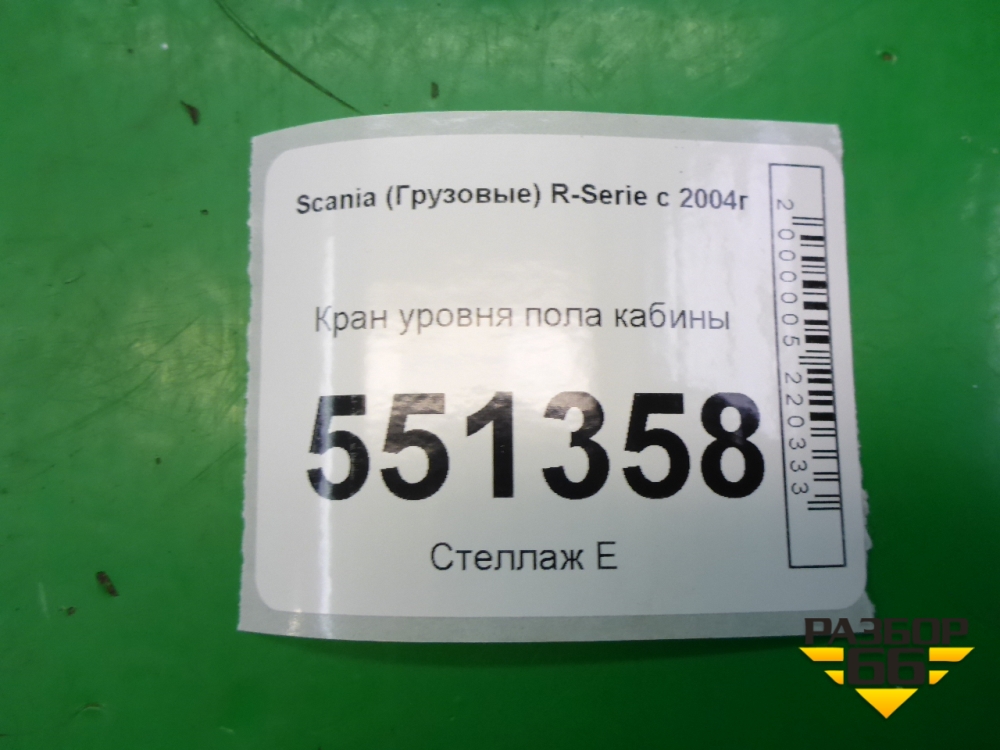 Scania (Грузовые) R-Serie с 2004г
Кран уровня пола кабины
551358
Стеллаж Е
2000005220333
РАЗБОР
66